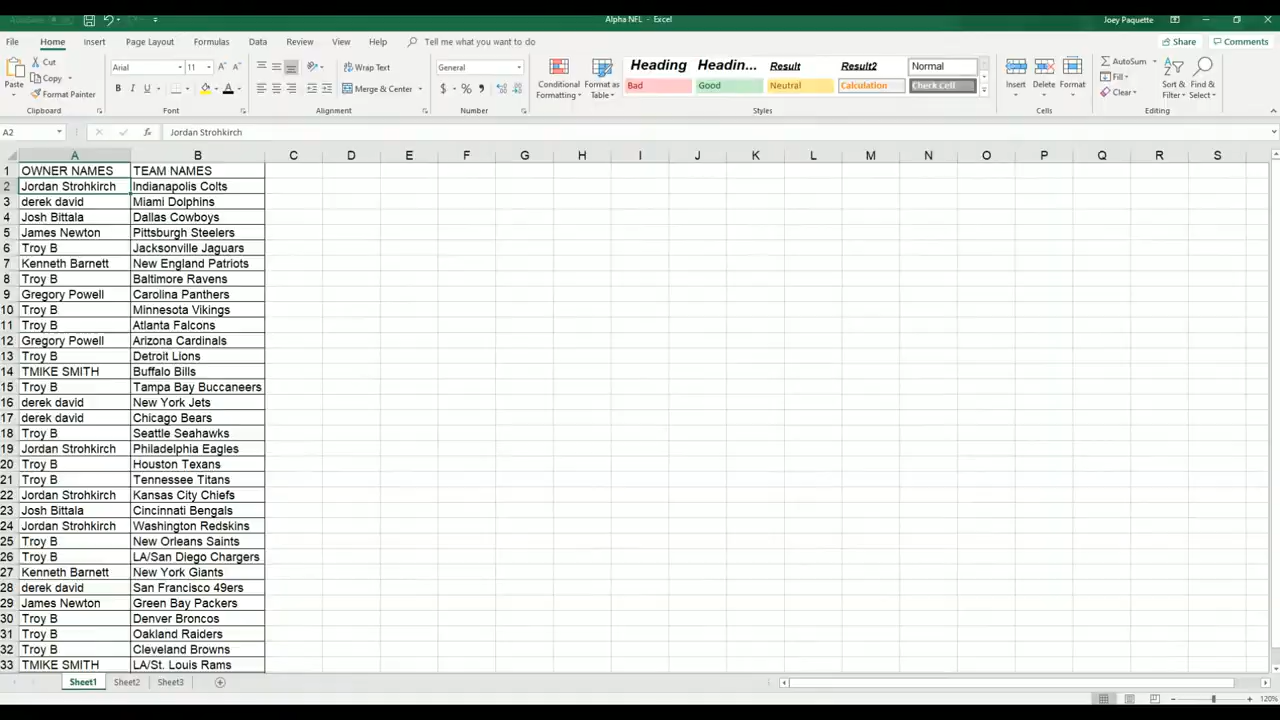 Alpha NFL - Excel
Joey Paquette
File Home Insert Page Layout Formulas Data Review View Help Tell me what you want to do Share Comments
Paste Cut Copy Format Painter Clipboard
Arial 11 B I U A Font
Wrap Text Merge & Center Alignment
General $ % , Number
Conditional Formatting Format as Table
Heading Headin... Result Result2 Normal
Bad Good Neutral Calculation Check Cell
Styles
Insert Delete Format Cells
AutoSum Fill Clear Sort & Filter Find & Select Editing
A2 fx Jordan Strohkirch
A B C D E F G H I J K L M N O P Q R S
1 OWNER NAMES TEAM NAMES
2 Jordan Strohkirch Indianapolis Colts
3 derek david Miami Dolphins
4 Josh Bittala Dallas Cowboys
5 James Newton Pittsburgh Steelers
6 Troy B Jacksonville Jaguars
7 Kenneth Barnett New England Patriots
8 Troy B Baltimore Ravens
9 Gregory Powell Carolina Panthers
10 Troy B Minnesota Vikings
11 Troy B Atlanta Falcons
12 Gregory Powell Arizona Cardinals
13 Troy B Detroit Lions
14 TMIKE SMITH Buffalo Bills
15 Troy B Tampa Bay Buccaneers
16 derek david New York Jets
17 derek david Chicago Bears
18 Troy B Seattle Seahawks
19 Jordan Strohkirch Philadelphia Eagles
20 Troy B Houston Texans
21 Troy B Tennessee Titans
22 Jordan Strohkirch Kansas City Chiefs
23 Josh Bittala Cincinnati Bengals
24 Jordan Strohkirch Washington Redskins
25 Troy B New Orleans Saints
26 Troy B LA/San Diego Chargers
27 Kenneth Barnett New York Giants
28 derek david San Francisco 49ers
29 James Newton Green Bay Packers
30 Troy B Denver Broncos
31 Troy B Oakland Raiders
32 Troy B Cleveland Browns
33 TMIKE SMITH LA/St. Louis Rams
Sheet1 Sheet2 Sheet3
120%